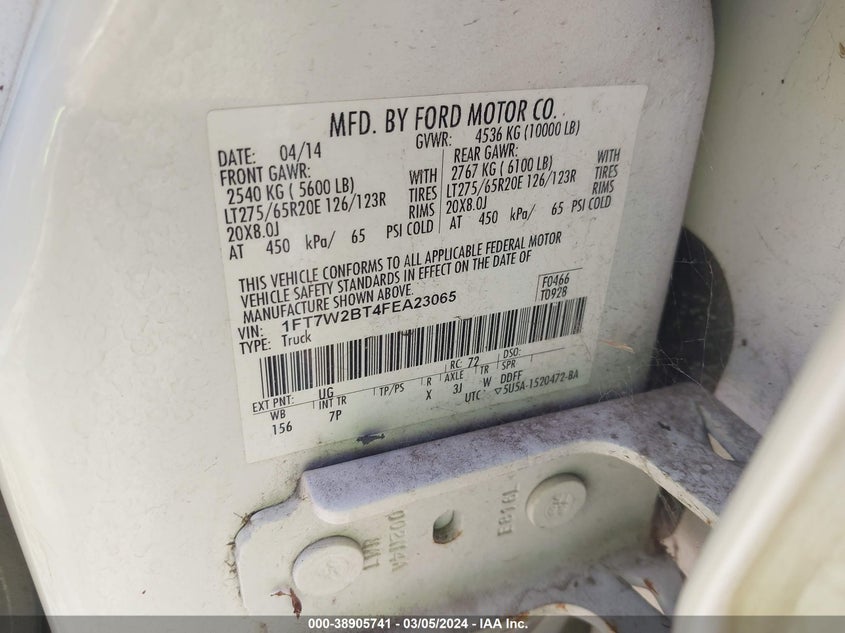 MFD. BY FORD MOTOR CO.
DATE: 04/14 GVWR: 4536 KG (10000 LB)
FRONT GAWR: REAR GAWR:
2540 KG ( 5600 LB) WITH 2767 KG ( 6100 LB) WITH
LT275/65R20E 126/123R TIRES LT275/65R20E 126/123R TIRES
20X8.0J RIMS 20X8.0J RIMS
AT 450 kPa/ 65 PSI COLD AT 450 kPa/ 65 PSI COLD
THIS VEHICLE CONFORMS TO ALL APPLICABLE FEDERAL MOTOR
VEHICLE SAFETY STANDARDS IN EFFECT ON THE DATE OF
MANUFACTURE SHOWN ABOVE.
VIN: 1FT7W2BT4FEA23065 F0466
TYPE: Truck T092B
EXT PNT: UG RC: 72 DSO:
WB INT TR TP/PS R AXLE TR SPR
156 7P X 3J W DDFF
UTC: ▽5U5A-1520472-BA
000-38905741 - 03/05/2024 - IAA Inc.